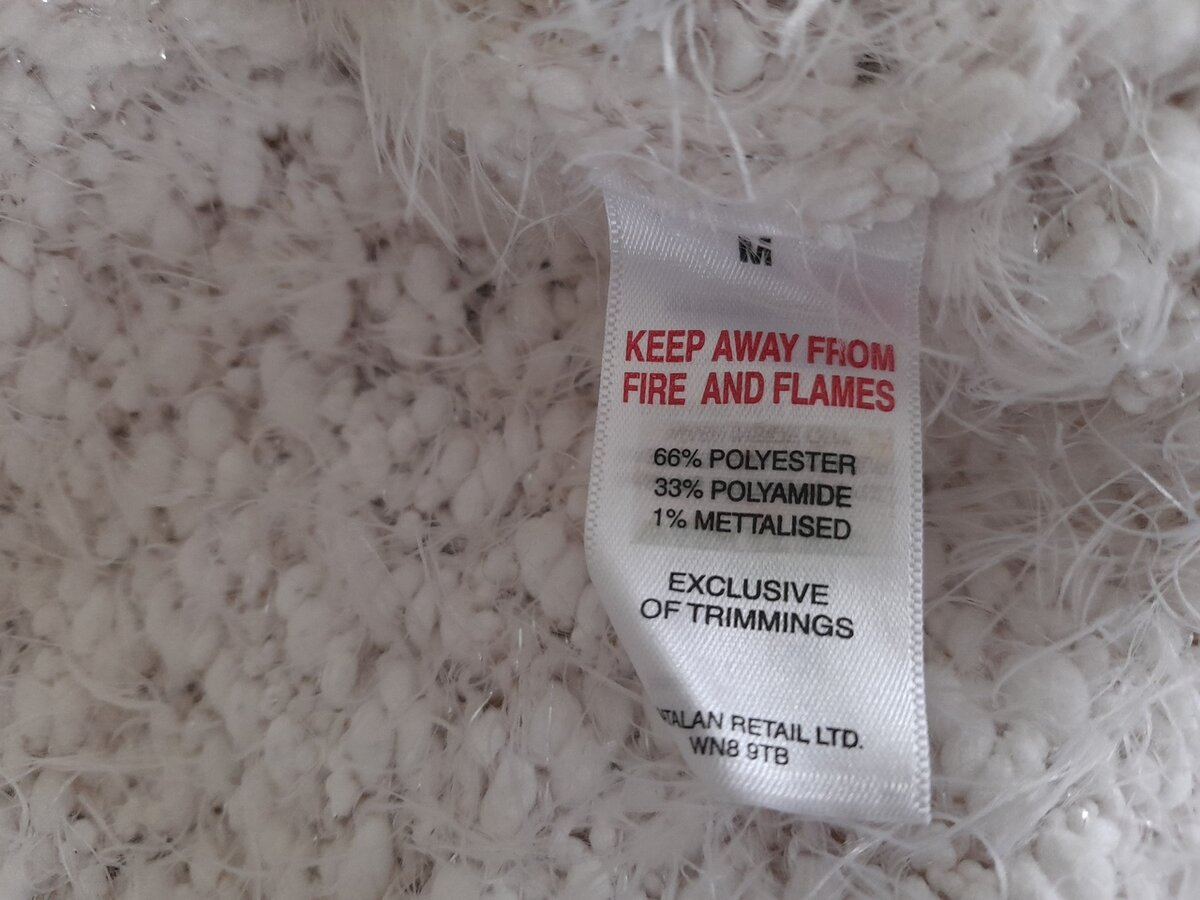 M
KEEP AWAY FROM
FIRE AND FLAMES
66% POLYESTER
33% POLYAMIDE
1% METTALISED
EXCLUSIVE
OF TRIMMINGS
RETAIL LTD.
WN8 9TB